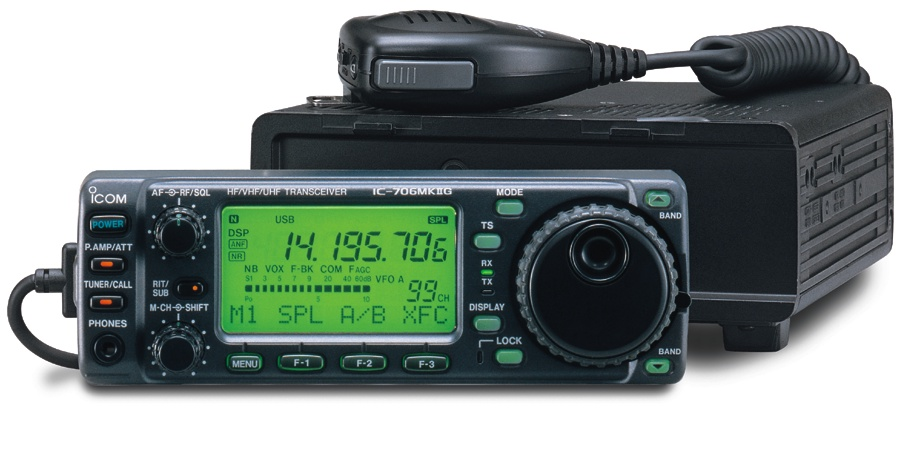 AF RF/SQL HF/VHF/UHF TRANSCEIVER IC-706MKIIG MODE
ICOM
BAND
POWER
N USB SPL
TS
DSP
P.AMP/ATT
ANF
14.195.706
NR
RX
NB VOX F-BK COM FAGC
S1 3 5 7 9 20 40 60dB VFO A
TX
TUNER/CALL
RIT/
SUB
99CH
Po 5 10
M-CH SHIFT
DISPLAY
M1 SPL A/B XFC
PHONES
LOCK
BAND
MENU F-1 F-2 F-3